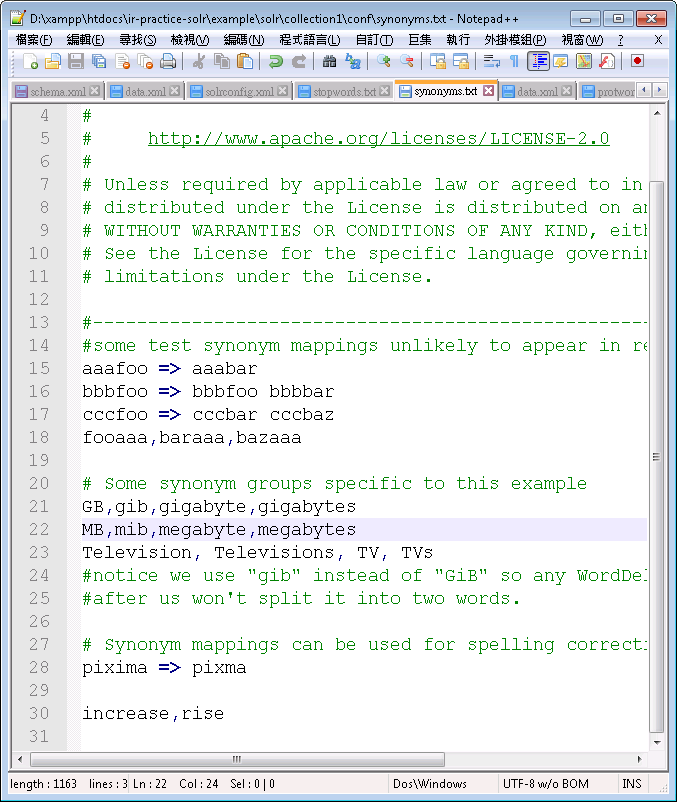 D:\xampp\htdocs\ir-practice-solr\example\solr\collection1\conf\synonyms.txt - Notepad++
檔案(F) 編輯(E) 尋找(S) 檢視(V) 編碼(N) 程式語言(L) 自訂(T) 巨集 執行 外掛模組(P) 視窗(W) ? X
schema.xml data.xml solrconfig.xml stopwords.txt synonyms.txt data.xml protwor
4 #
5 # http://www.apache.org/licenses/LICENSE-2.0
6 #
7 # Unless required by applicable law or agreed to in
8 # distributed under the License is distributed on an
9 # WITHOUT WARRANTIES OR CONDITIONS OF ANY KIND, eith
10 # See the License for the specific language governin
11 # limitations under the License.
12
13 #---------------------------------------------------
14 #some test synonym mappings unlikely to appear in re
15 aaafoo => aaabar
16 bbbfoo => bbbfoo bbbbar
17 cccfoo => cccbar cccbaz
18 fooaaa,baraaa,bazaaa
19
20 # Some synonym groups specific to this example
21 GB,gib,gigabyte,gigabytes
22 MB,mib,megabyte,megabytes
23 Television, Televisions, TV, TVs
24 #notice we use "gib" instead of "GiB" so any WordDel
25 #after us won't split it into two words.
26
27 # Synonym mappings can be used for spelling correcti
28 pixima => pixma
29
30 increase,rise
31
length : 1163 lines : 3 Ln : 22 Col : 24 Sel : 0 | 0 Dos\Windows UTF-8 w/o BOM INS